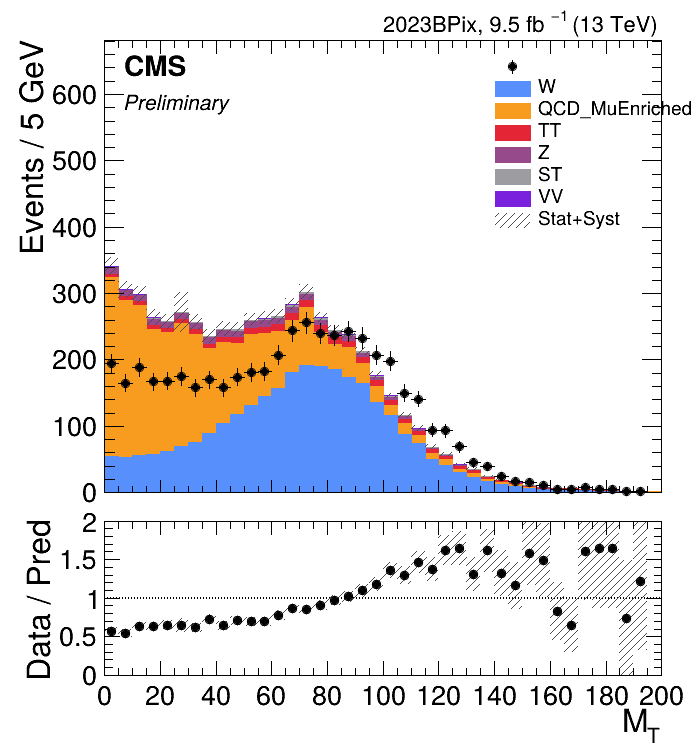 2023BPix, 9.5 fb ⁻¹ (13 TeV)
CMS
Preliminary
W
QCD_MuEnriched
TT
Z
ST
VV
Stat+Syst
Events / 5 GeV
600
500
400
300
200
100
0
Data / Pred
2
1.5
1
0.5
0
0 20 40 60 80 100 120 140 160 180 200
M_T